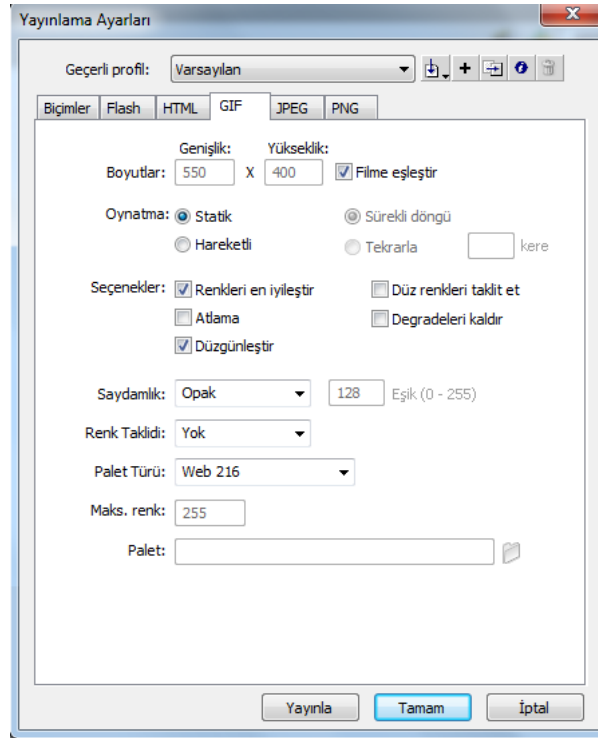 Yayınlama Ayarları
Geçerli profil: Varsayılan
Biçimler Flash HTML GIF JPEG PNG
Genişlik: Yükseklik:
Boyutlar: 550 X 400 Filme eşleştir
Oynatma: Statik Sürekli döngü
Hareketli Tekrarla kere
Seçenekler: Renkleri en iyileştir Düz renkleri taklit et
Atlama Degradeleri kaldır
Düzgünleştir
Saydamlık: Opak 128 Eşik (0 - 255)
Renk Taklidi: Yok
Palet Türü: Web 216
Maks. renk: 255
Palet:
Yayınla Tamam İptal